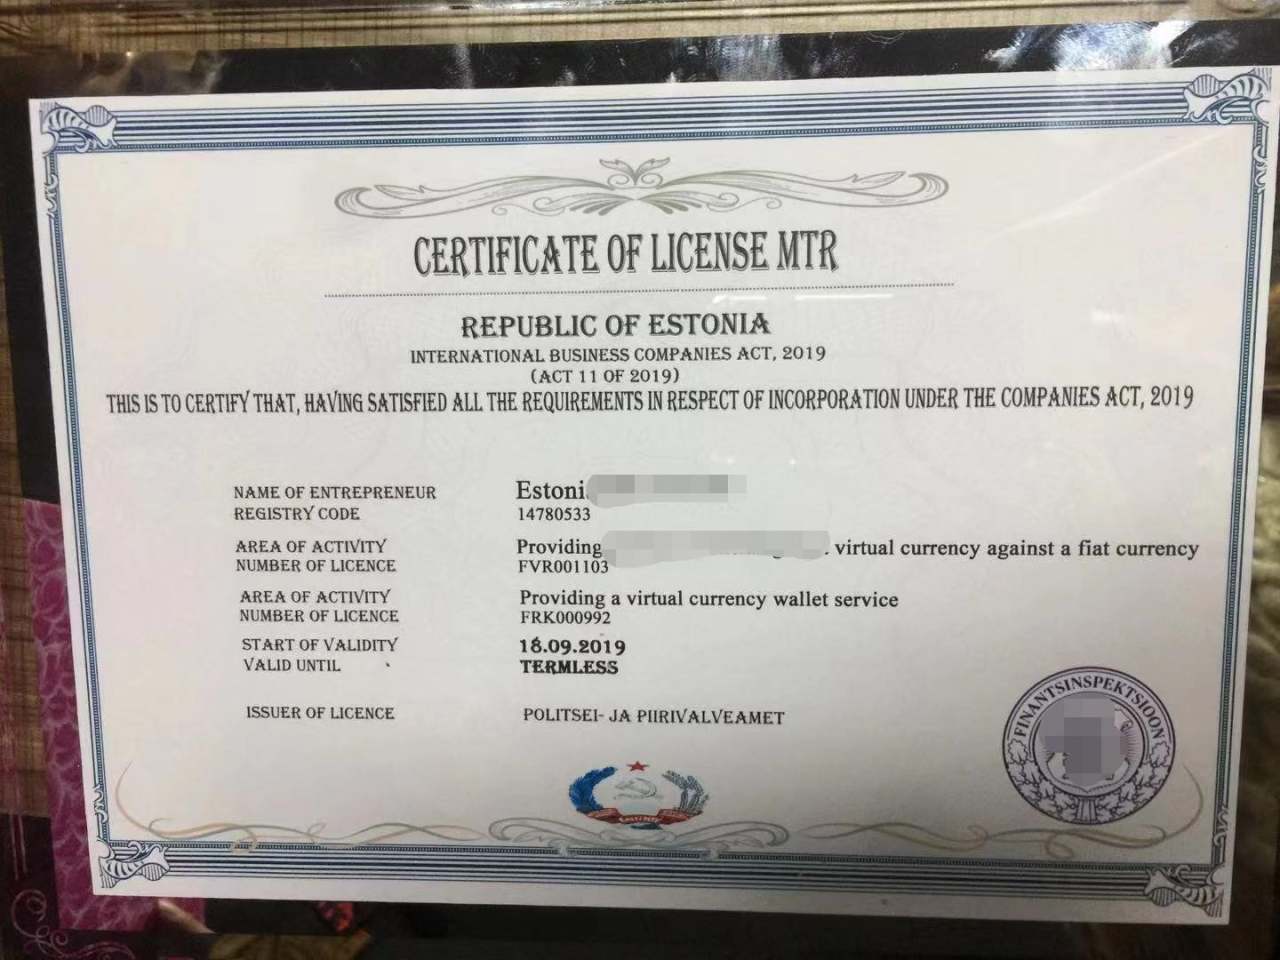 CERTIFICATE OF LICENSE MTR
REPUBLIC OF ESTONIA
INTERNATIONAL BUSINESS COMPANIES ACT, 2019
(ACT 11 OF 2019)
THIS IS TO CERTIFY THAT, HAVING SATISFIED ALL THE REQUIREMENTS IN RESPECT OF INCORPORATION UNDER THE COMPANIES ACT, 2019
NAME OF ENTREPRENEUR Estoni
REGISTRY CODE 14780533
AREA OF ACTIVITY Providing virtual currency against a fiat currency
NUMBER OF LICENCE FVR001103
AREA OF ACTIVITY Providing a virtual currency wallet service
NUMBER OF LICENCE FRK000992
START OF VALIDITY 18.09.2019
VALID UNTIL TERMLESS
ISSUER OF LICENCE POLITSEI- JA PIIRIVALVEAMET
FINANTSINSPEKTSIOON